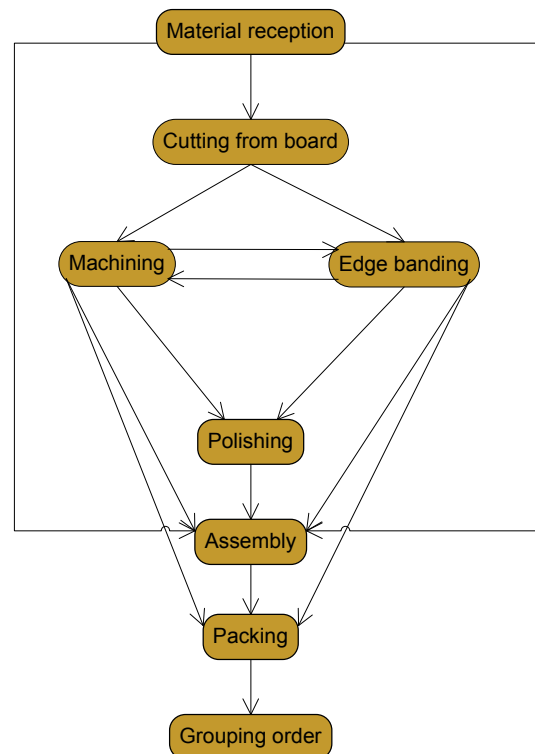 Material reception
Cutting from board
Machining
Edge banding
Polishing
Assembly
Packing
Grouping order